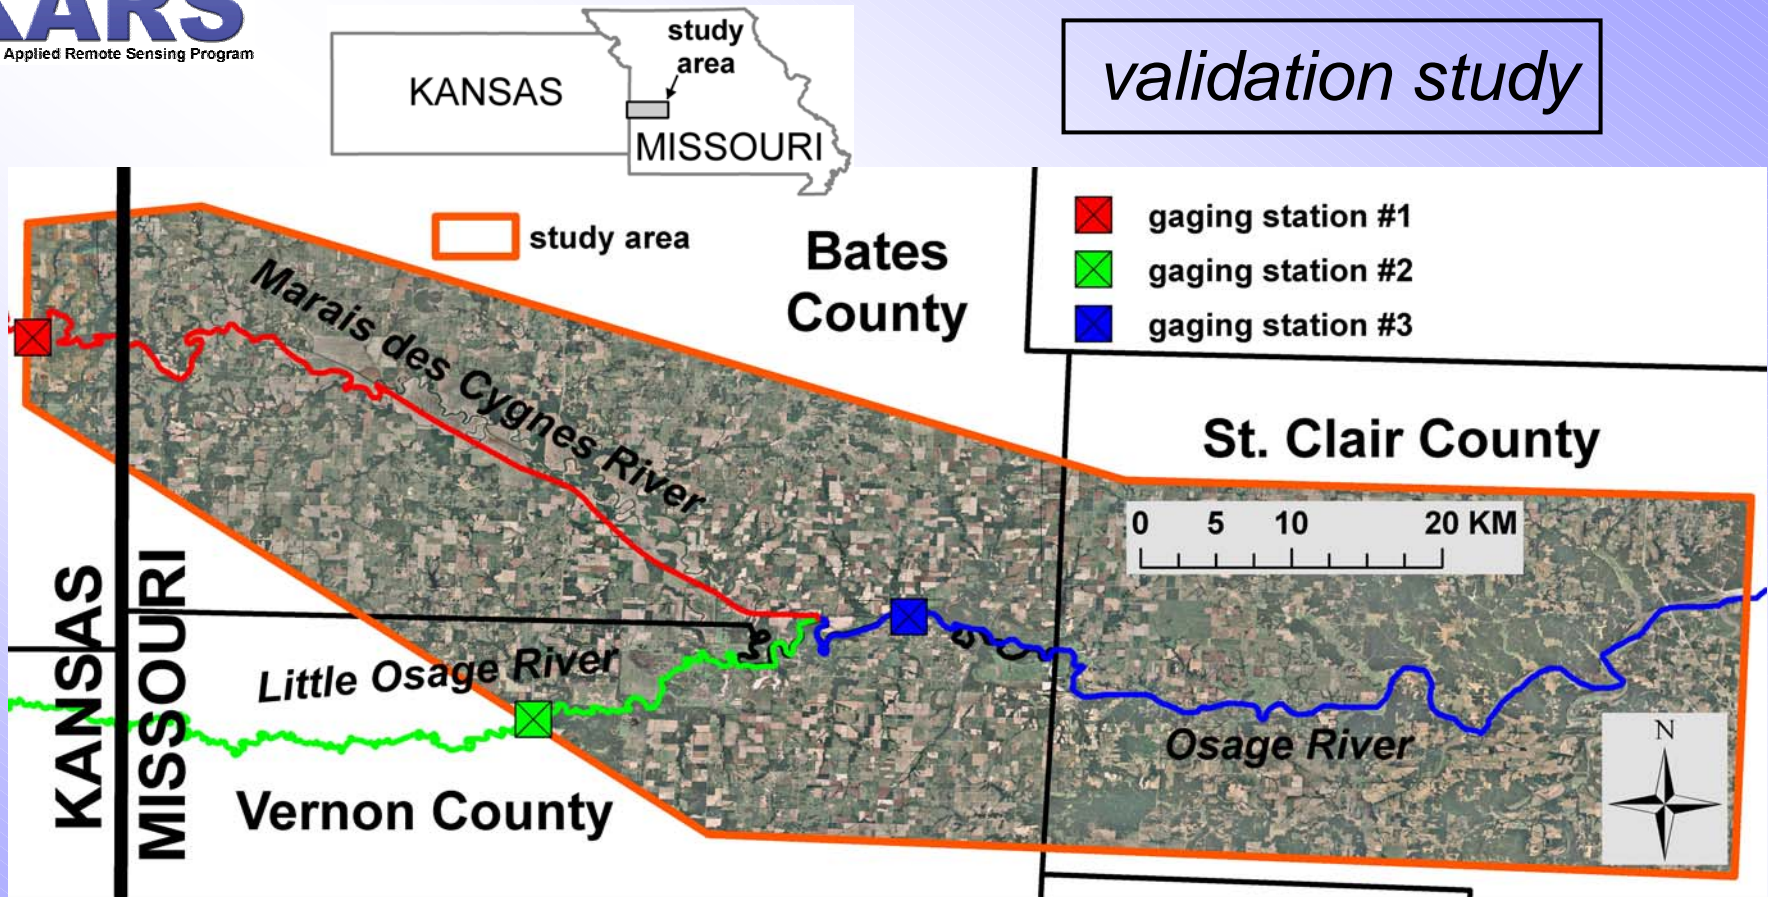 KARS
Applied Remote Sensing Program
study
area
KANSAS
MISSOURI
validation study
study area
Bates
County
gaging station #1
gaging station #2
gaging station #3
Marais des Cygnes River
St. Clair County
0 5 10 20 KM
KANSAS
MISSOURI
Little Osage River
Osage River
N
Vernon County